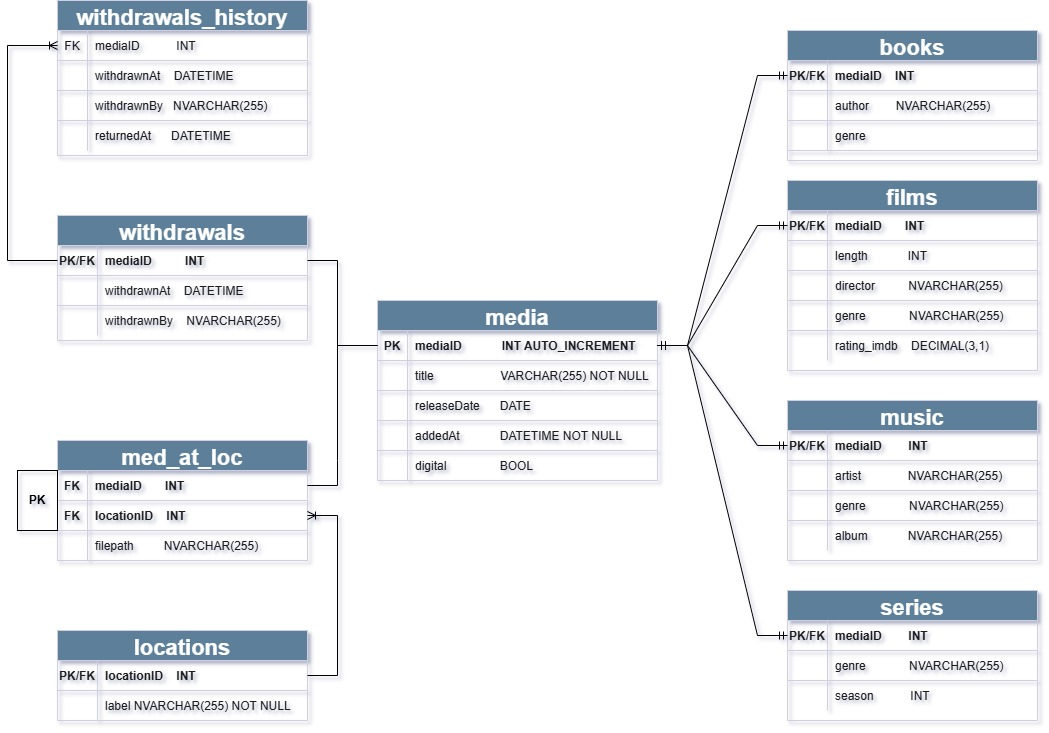 withdrawals_history
FK mediaID INT
withdrawnAt DATETIME
withdrawnBy NVARCHAR(255)
returnedAt DATETIME
withdrawals
PK/FK mediaID INT
withdrawnAt DATETIME
withdrawnBy NVARCHAR(255)
med_at_loc
PK
FK mediaID INT
FK locationID INT
filepath NVARCHAR(255)
locations
PK/FK locationID INT
label NVARCHAR(255) NOT NULL
media
PK mediaID INT AUTO_INCREMENT
title VARCHAR(255) NOT NULL
releaseDate DATE
addedAt DATETIME NOT NULL
digital BOOL
books
PK/FK mediaID INT
author NVARCHAR(255)
genre
films
PK/FK mediaID INT
length INT
director NVARCHAR(255)
genre NVARCHAR(255)
rating_imdb DECIMAL(3,1)
music
PK/FK mediaID INT
artist NVARCHAR(255)
genre NVARCHAR(255)
album NVARCHAR(255)
series
PK/FK mediaID INT
genre NVARCHAR(255)
season INT